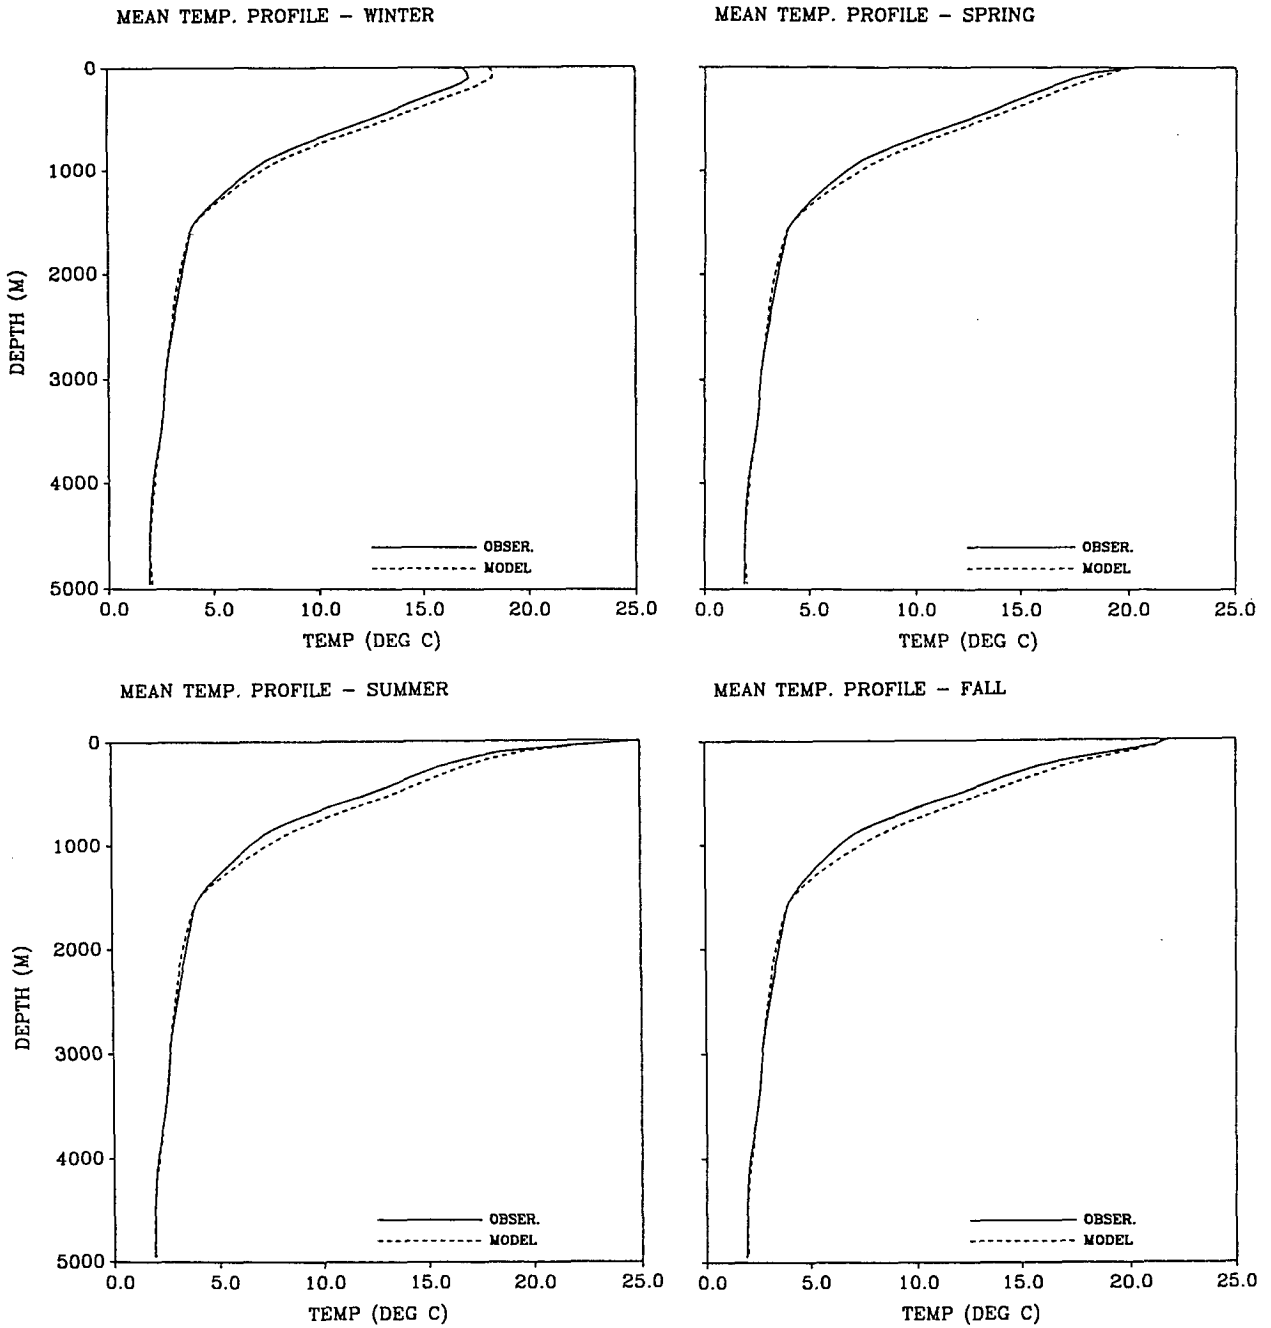 MEAN TEMP. PROFILE – WINTER
0
1000
2000
3000
4000
5000
DEPTH (M)
OBSER.
MODEL
0.0 5.0 10.0 15.0 20.0 25.0
TEMP (DEG C)
MEAN TEMP. PROFILE – SPRING
OBSER.
MODEL
0.0 5.0 10.0 15.0 20.0 25.0
TEMP (DEG C)
MEAN TEMP. PROFILE – SUMMER
0
1000
2000
3000
4000
5000
DEPTH (M)
OBSER.
MODEL
0.0 5.0 10.0 15.0 20.0 25.0
TEMP (DEG C)
MEAN TEMP. PROFILE – FALL
OBSER.
MODEL
0.0 5.0 10.0 15.0 20.0 25.0
TEMP (DEG C)